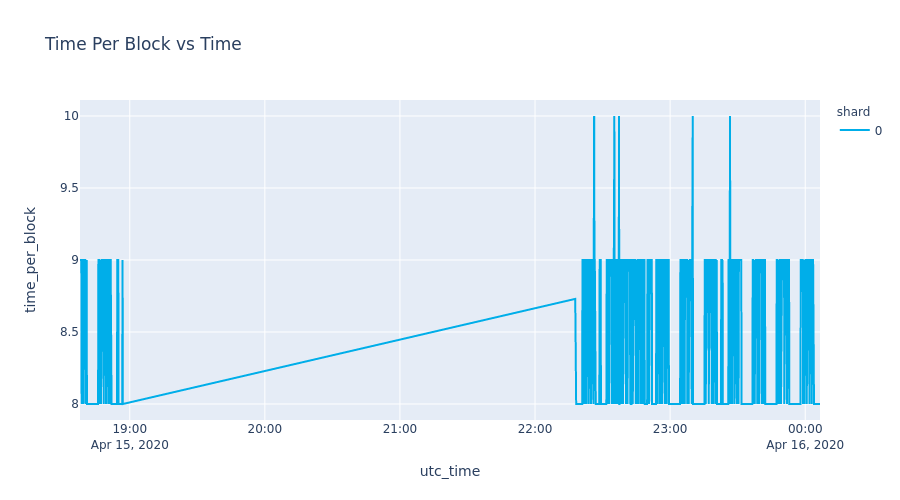 Time Per Block vs Time
shard
0
10
9.5
9
8.5
8
time_per_block
19:00
Apr 15, 2020
20:00
21:00
22:00
23:00
00:00
Apr 16, 2020
utc_time